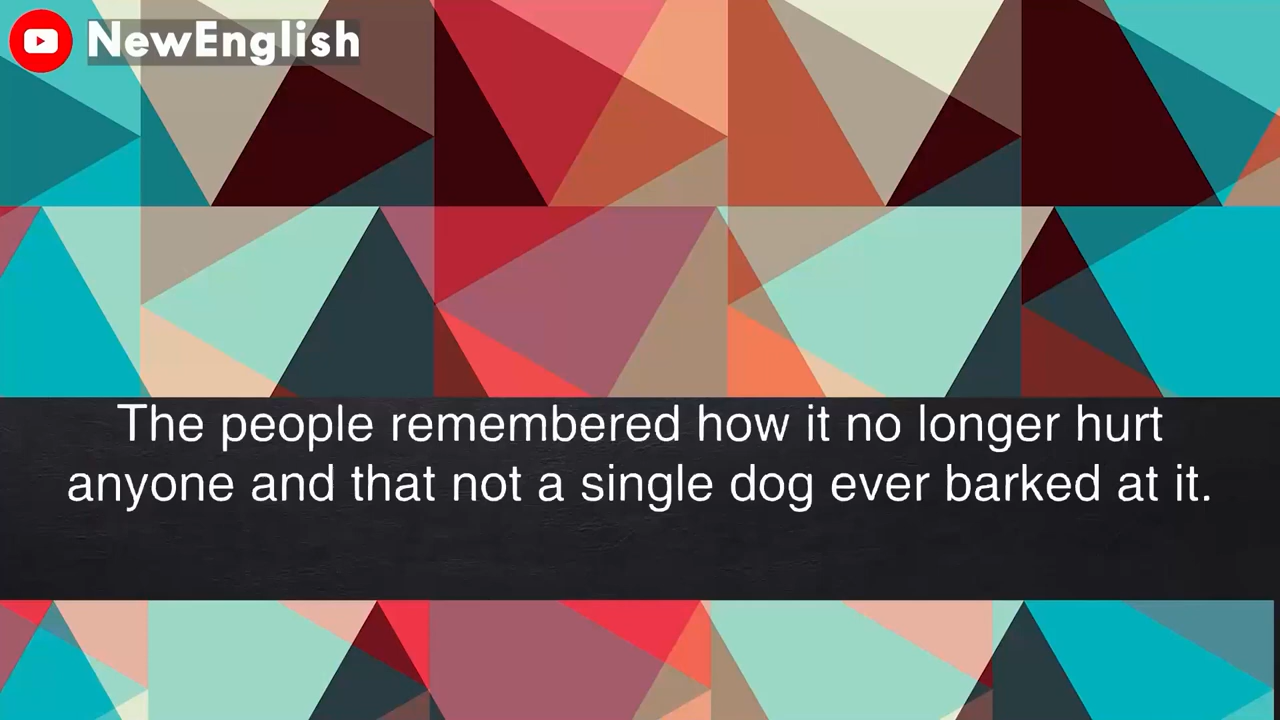 NewEnglish
The people remembered how it no longer hurt
anyone and that not a single dog ever barked at it.